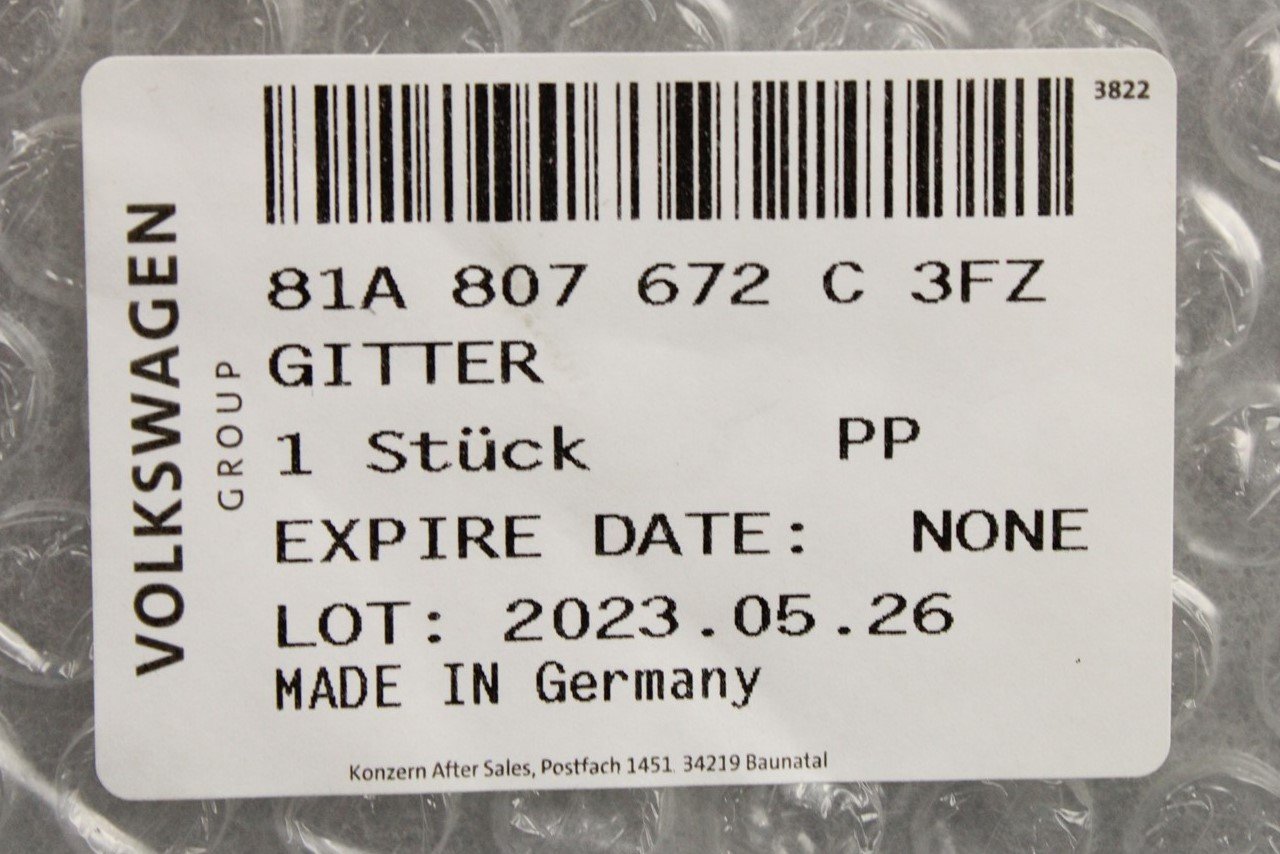 3822
VOLKSWAGEN
GROUP
81A 807 672 C 3FZ
GITTER
1 Stück PP
EXPIRE DATE: NONE
LOT: 2023.05.26
MADE IN Germany
Konzern After Sales, Postfach 1451 34219 Baunatal